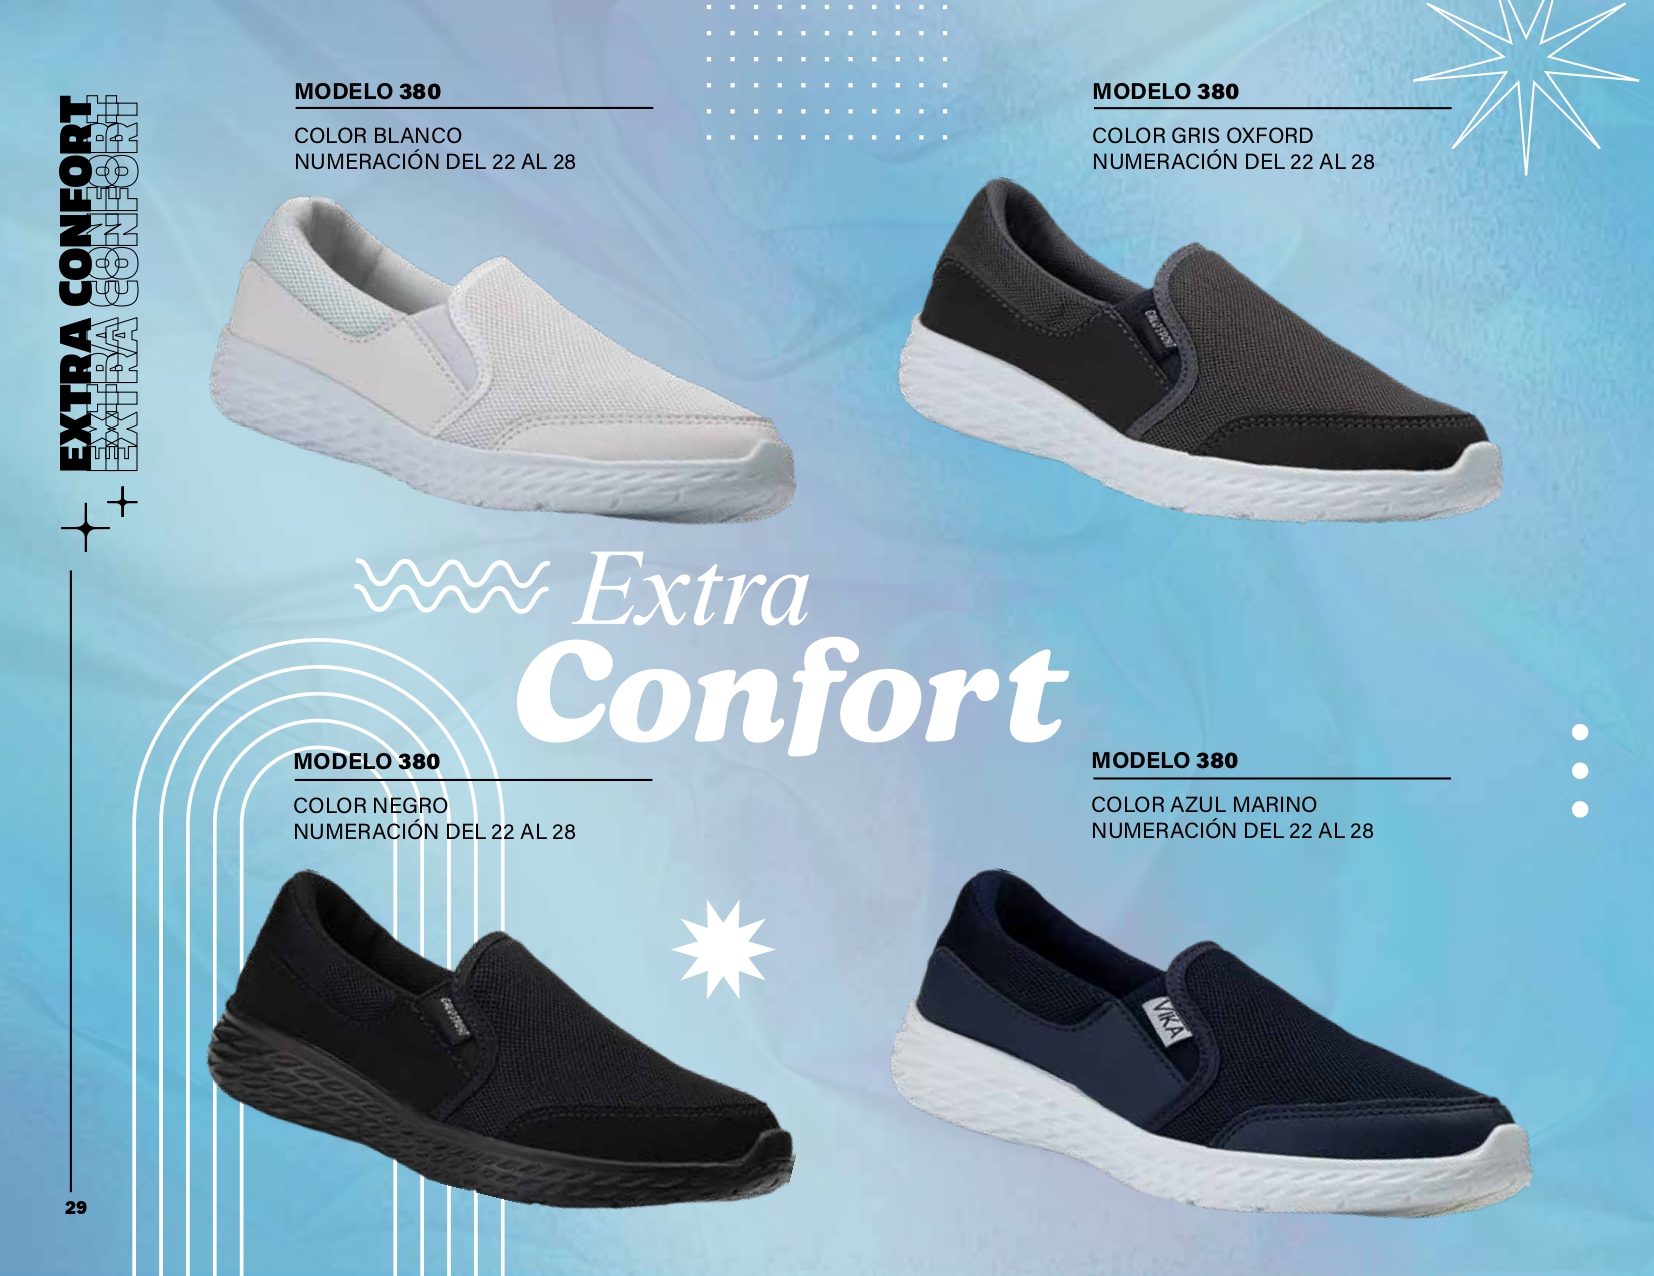 EXTRA CONFORT
EXTRA CONFORT
EXTRA CONFORT
MODELO 380
COLOR BLANCO
NUMERACIÓN DEL 22 AL 28
MODELO 380
COLOR GRIS OXFORD
NUMERACIÓN DEL 22 AL 28
Extra
Confort
MODELO 380
COLOR NEGRO
NUMERACIÓN DEL 22 AL 28
MODELO 380
COLOR AZUL MARINO
NUMERACIÓN DEL 22 AL 28
VIKA
29